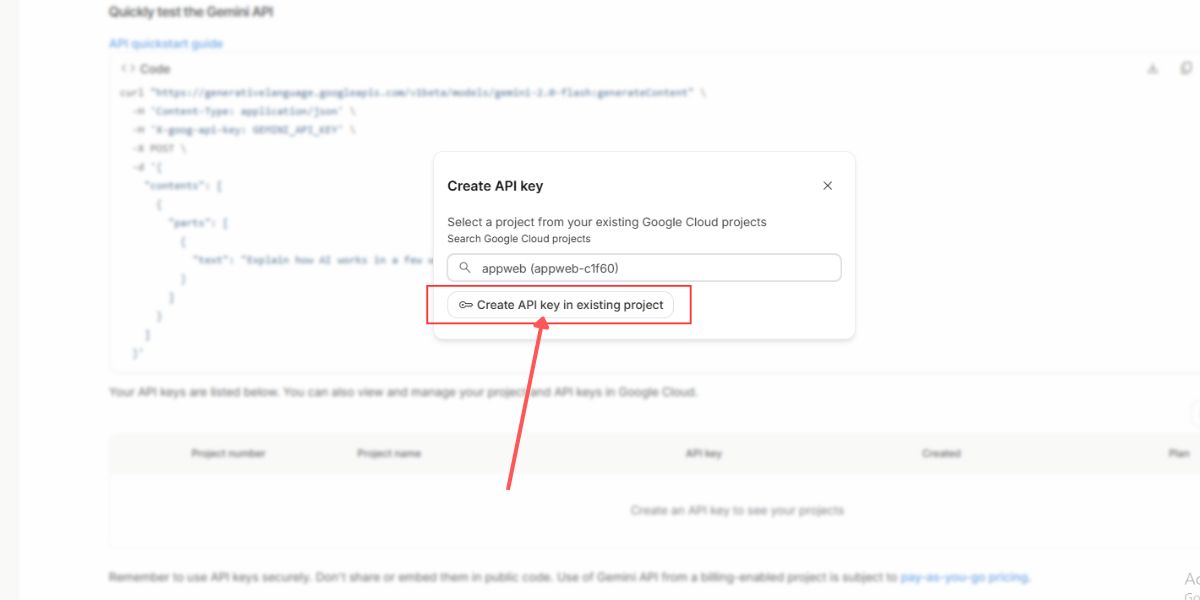 Quickly test the Gemini API
API quickstart guide
<> Code
curl "https://generativelanguage.googleapis.com/v1beta/models/gemini-2.0-flash:generateContent" \
-H 'Content-Type: application/json' \
-H 'X-goog-api-key: GEMINI_API_KEY' \
-X POST \
-d '{
"contents": [
{
"parts": [
{
"text": "Explain how AI works in a few
}
]
}
]
}'
Create API key
Select a project from your existing Google Cloud projects
Search Google Cloud projects
appweb (appweb-c1f60)
Create API key in existing project
Your API keys are listed below. You can also view and manage your project and API keys in Google Cloud.
Project number Project name API key Created Plan
Create an API key to see your projects
Remember to use API keys securely. Don't share or embed them in public code. Use of Gemini API from a billing-enabled project is subject to pay-as-you-go pricing.